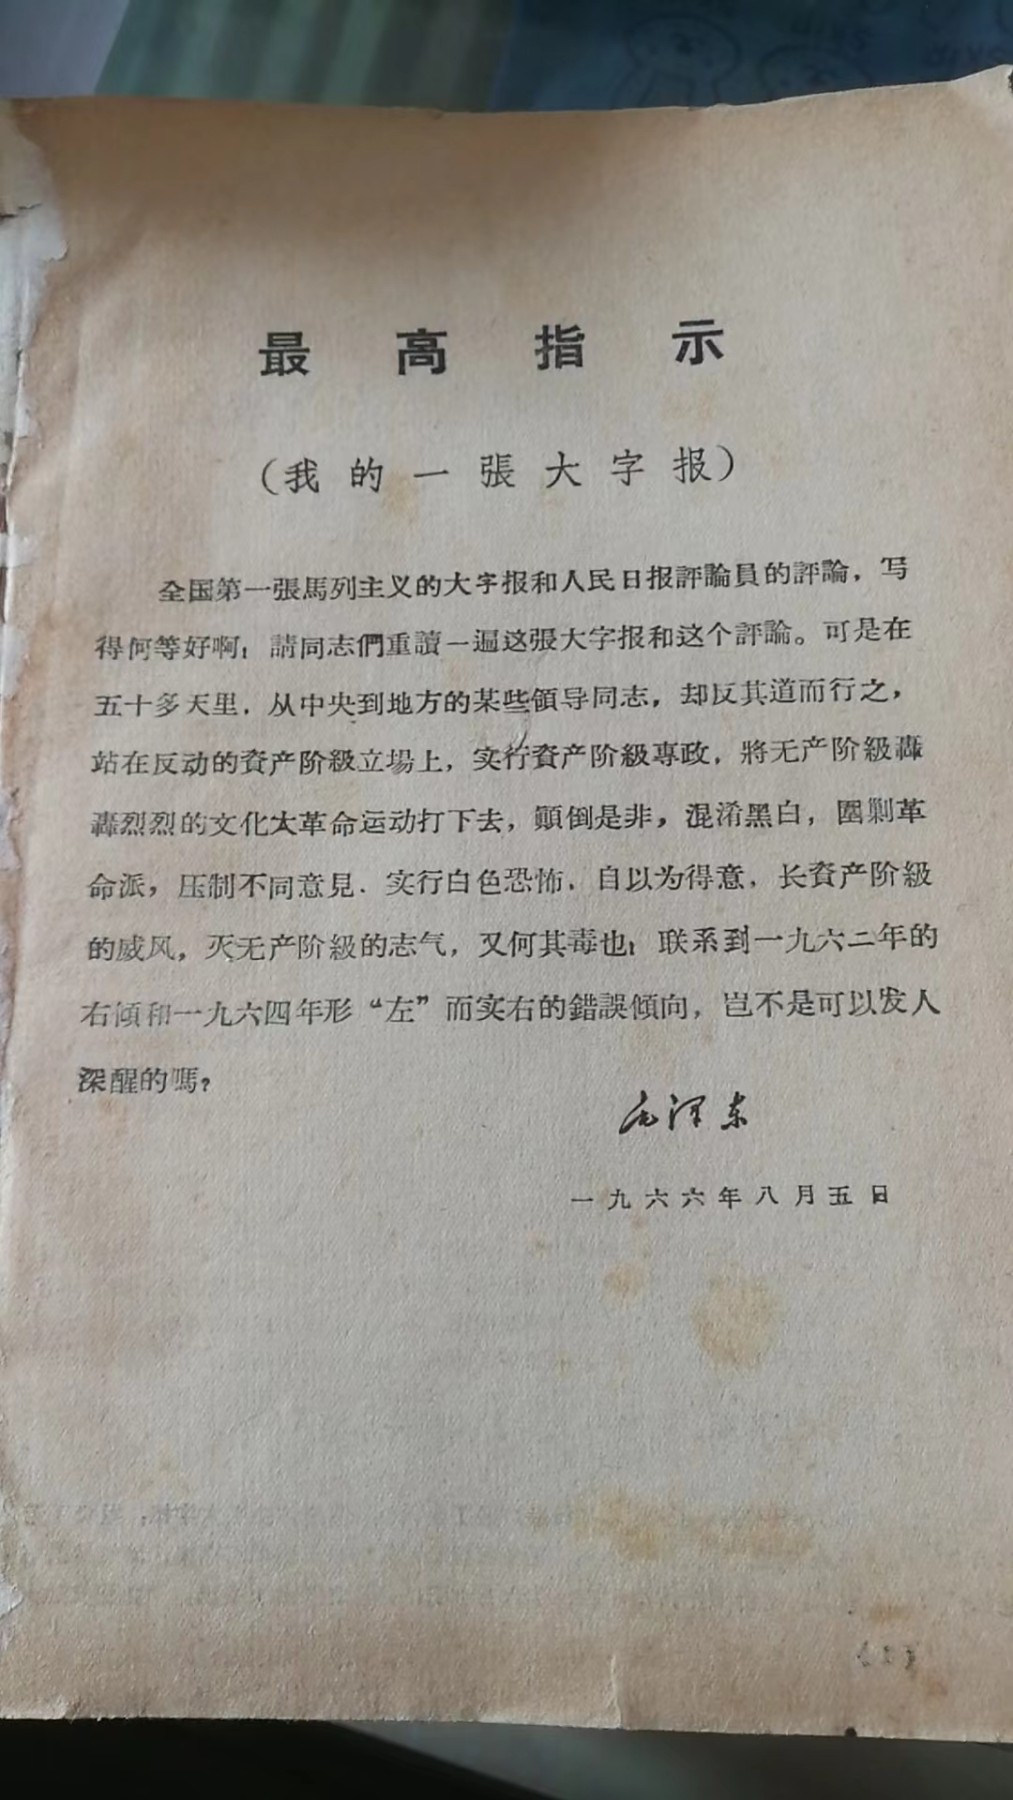 最高指示
（我的一張大字报）
全国第一張馬列主义的大字报和人民日报評論員的評論，写
得何等好啊！請同志們重讀一遍这張大字报和这个評論。可是在
五十多天里，从中央到地方的某些領导同志，却反其道而行之，
站在反动的資产阶級立場上，实行資产阶級專政，將无产阶級轟
轟烈烈的文化大革命运动打下去，顚倒是非，混淆黑白，圍剿革
命派，压制不同意見，实行白色恐怖，自以为得意，长資产阶級
的威风，灭无产阶級的志气，又何其毒也！联系到一九六二年的
右傾和一九六四年形“左”而实右的錯誤傾向，岂不是可以发人
深醒的嗎？
毛泽东
一九六六年八月五日